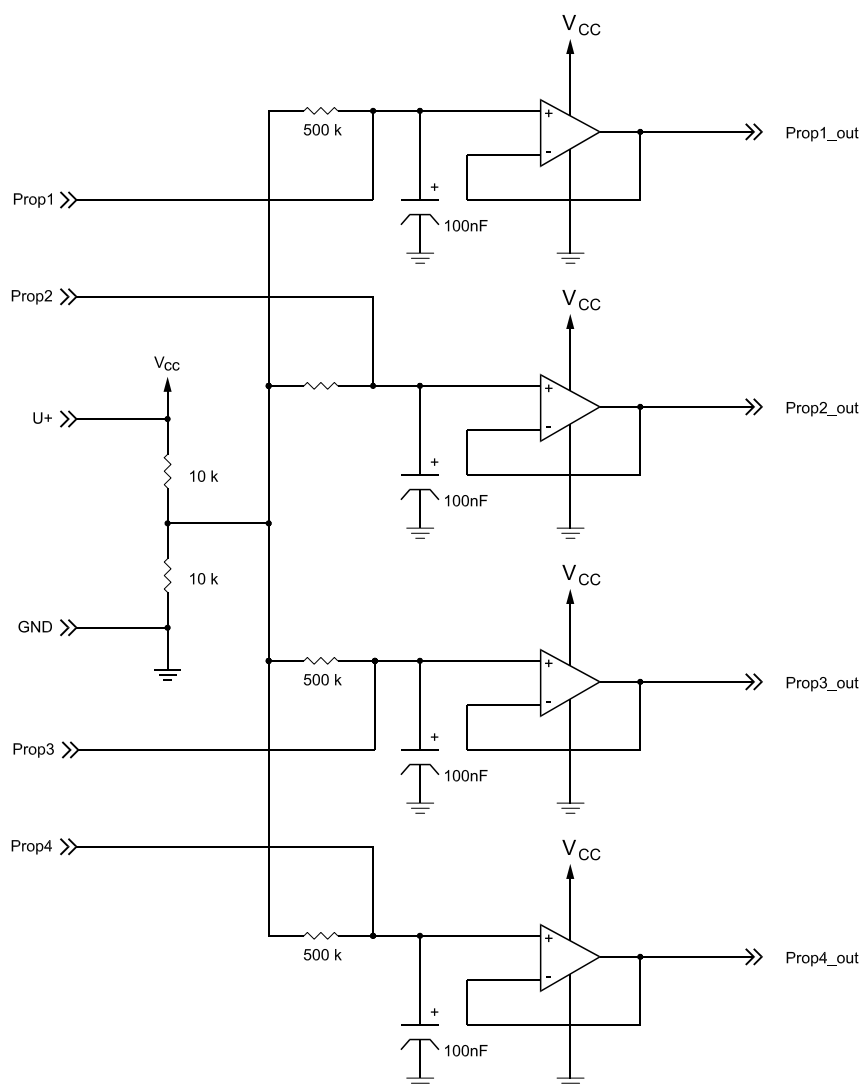 VCC
+
-
500 k
Prop1_out
Prop1
+
100nF
Prop2
VCC
+
-
Prop2_out
VCC
U+
+
100nF
10 k
10 k
GND
VCC
+
-
500 k
Prop3_out
Prop3
+
100nF
Prop4
VCC
+
-
500 k
Prop4_out
+
100nF